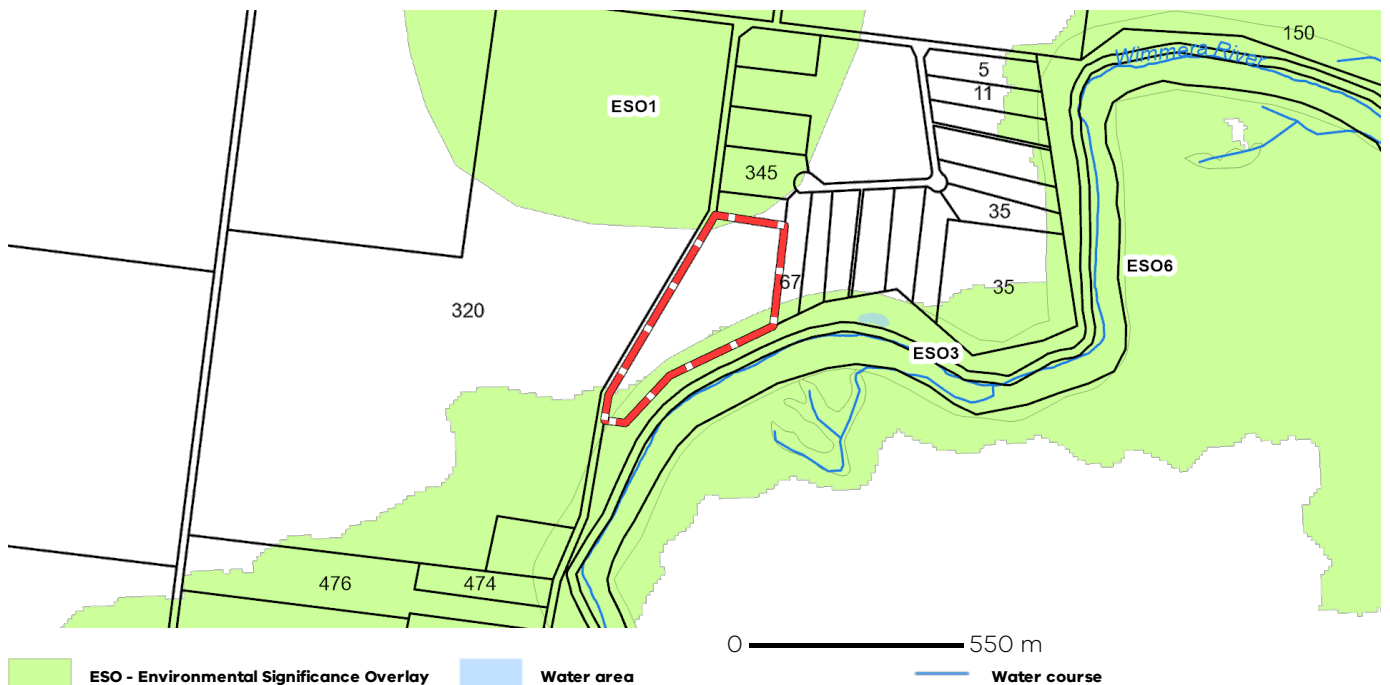 150
Wimmera River
5
11
ESO1
345
35
ESO6
67
35
320
ESO3
476
474
0 550 m
ESO - Environmental Significance Overlay Water area Water course